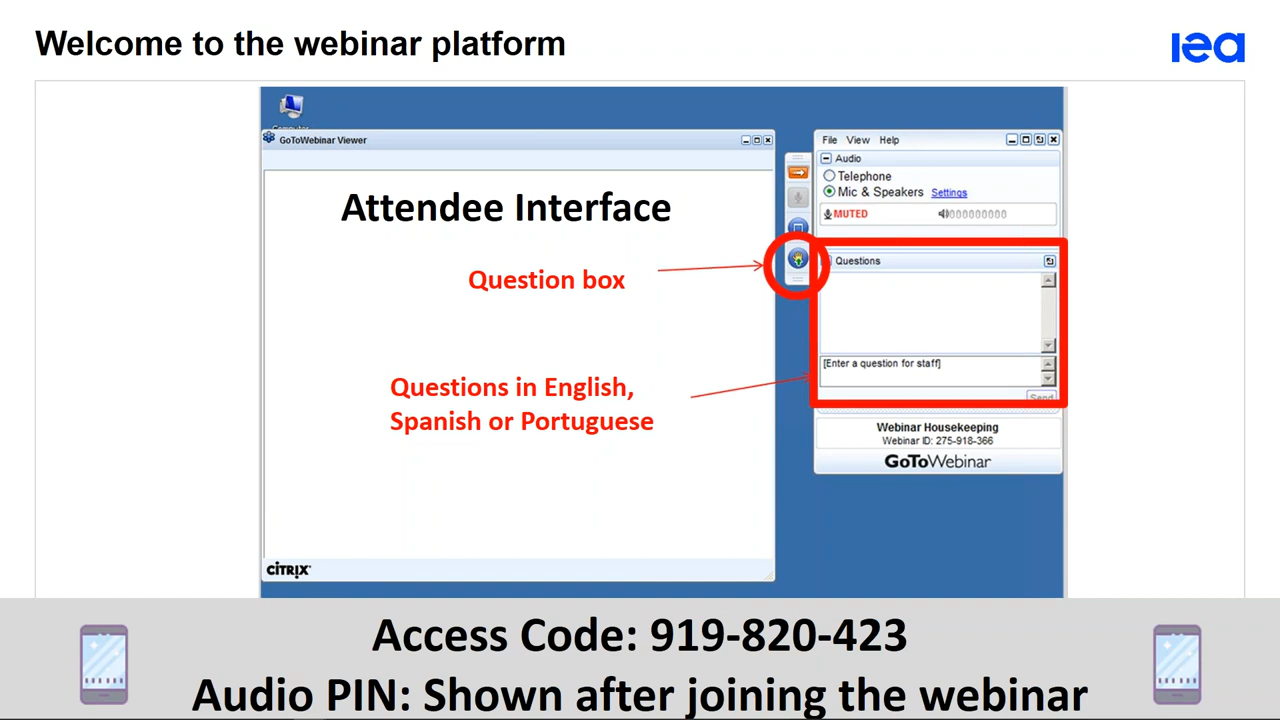 Welcome to the webinar platform
iea
GoToWebinar Viewer
Attendee Interface
Question box
Questions in English,
Spanish or Portuguese
CITRIX
File View Help
Audio
Telephone
Mic & Speakers Settings
MUTED
Questions
[Enter a question for staff]
Send
Webinar Housekeeping
Webinar ID: 275-918-366
GoToWebinar
Access Code: 919-820-423
Audio PIN: Shown after joining the webinar